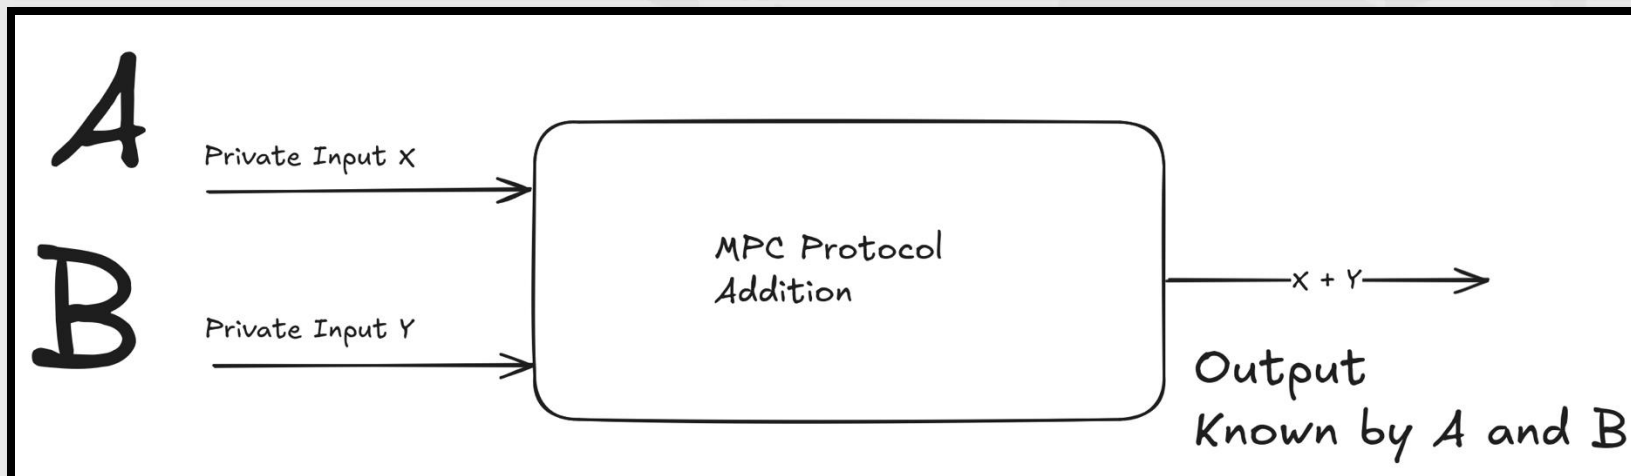 A
Private Input X
B
Private Input Y
MPC Protocol
Addition
X + Y
Output
Known by A and B